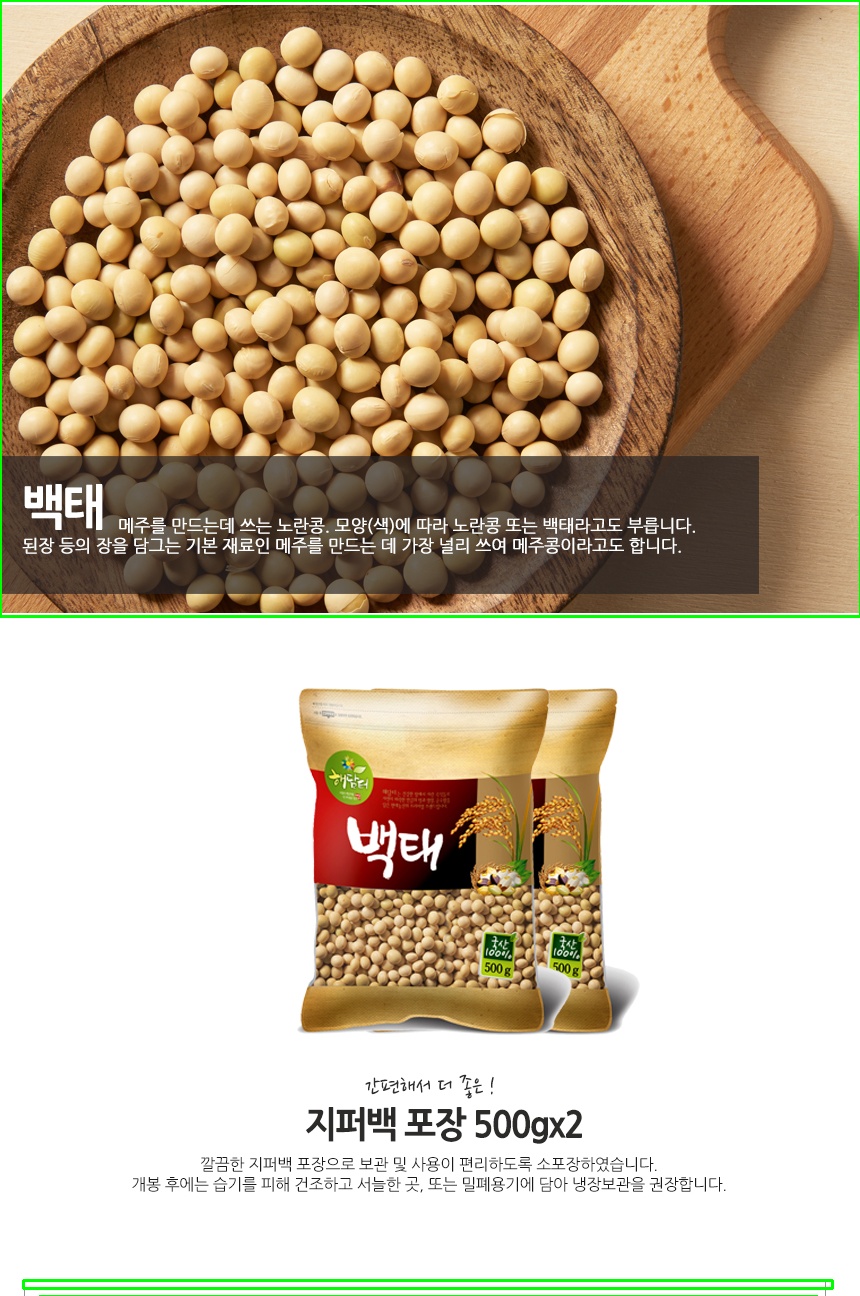 백태 메주를 만드는데 쓰는 노란콩. 모양(색)에 따라 노란콩 또는 백태라고도 부릅니다.
된장 등의 장을 담그는 기본 재료인 메주를 만드는 데 가장 널리 쓰여 메주콩이라고도 합니다.
해담터
백태
국산
100%
500 g
국산
100%
500 g
간편해서 더 좋은!
지퍼백 포장 500gx2
깔끔한 지퍼백 포장으로 보관 및 사용이 편리하도록 소포장하였습니다.
개봉 후에는 습기를 피해 건조하고 서늘한 곳, 또는 밀폐용기에 담아 냉장보관을 권장합니다.